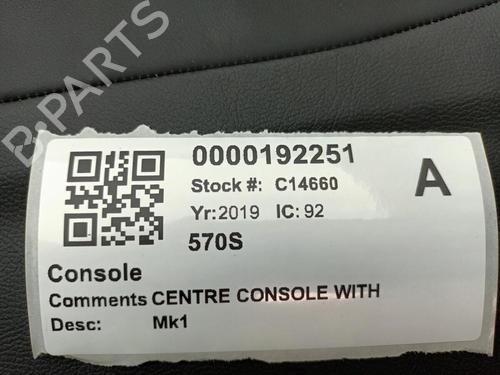 B-PARTS
0000192251
Stock #: C14660
A
Yr: 2019 IC: 92
570S
Console
Comments CENTRE CONSOLE WITH
Desc: Mk1